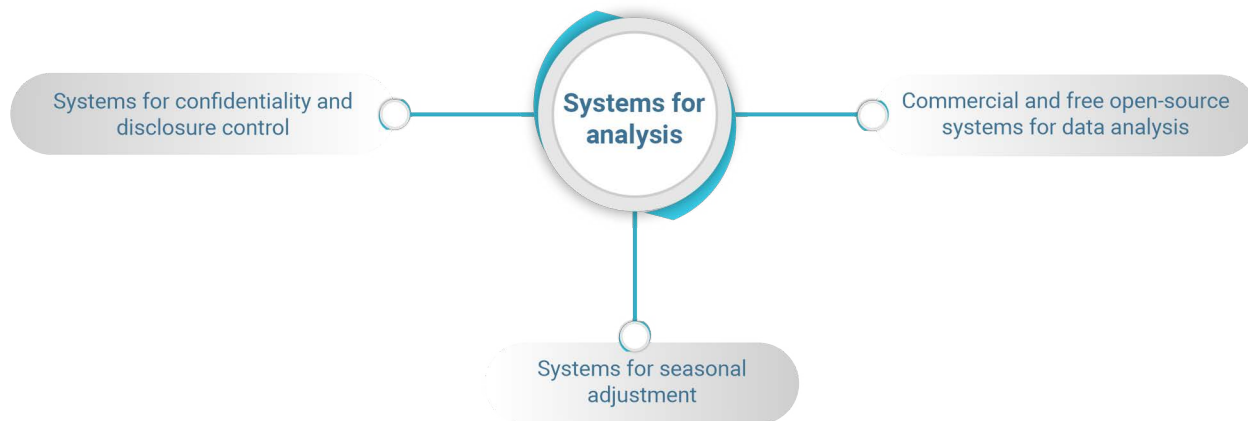 Systems for confidentiality and
disclosure control
Systems for
analysis
Commercial and free open-source
systems for data analysis
Systems for seasonal
adjustment